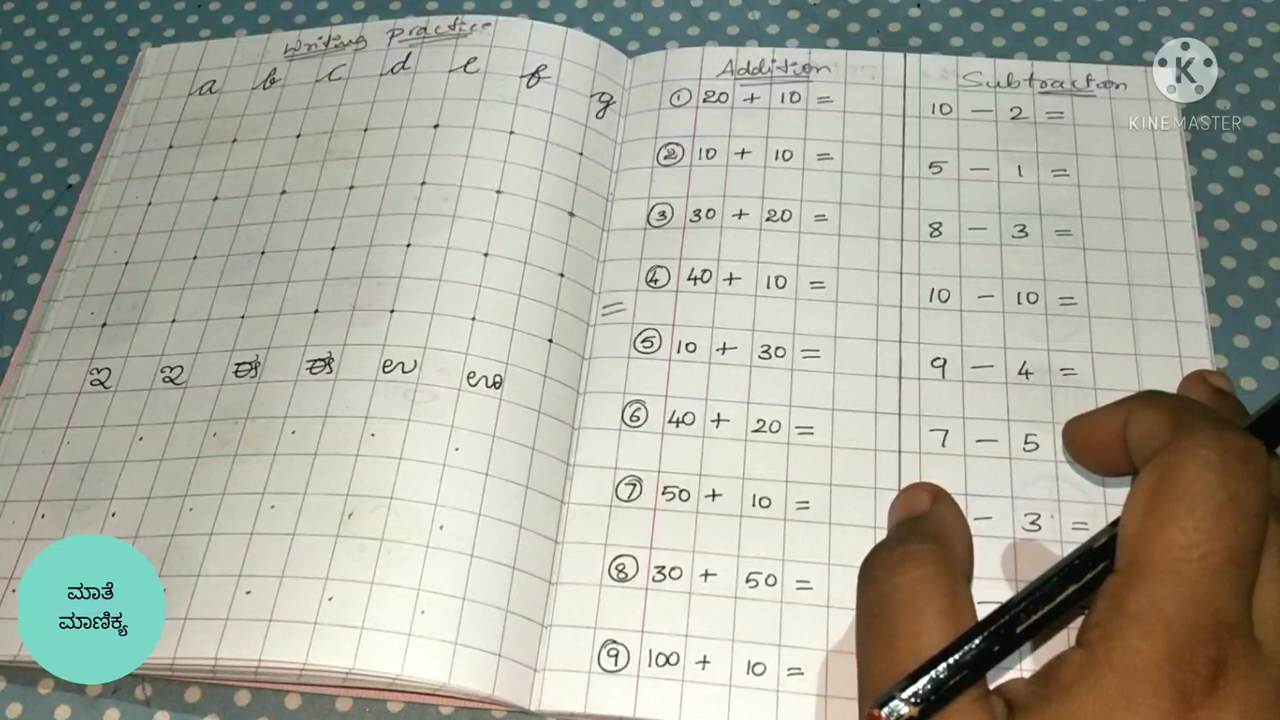 Writing Practice
a b c d e f g
ಇ ಇ ಈ ಈ ಉ ಊ
Addition
① 20 + 10 =
② 10 + 10 =
③ 30 + 20 =
④ 40 + 10 =
⑤ 10 + 30 =
⑥ 40 + 20 =
⑦ 50 + 10 =
⑧ 30 + 50 =
⑨ 100 + 10 =
Subtraction
10 - 2 =
5 - 1 =
8 - 3 =
10 - 10 =
9 - 4 =
7 - 5
- 3 =
K
KINEMASTER
ಮಾತೆ
ಮಾಣಿಕ್ಯ